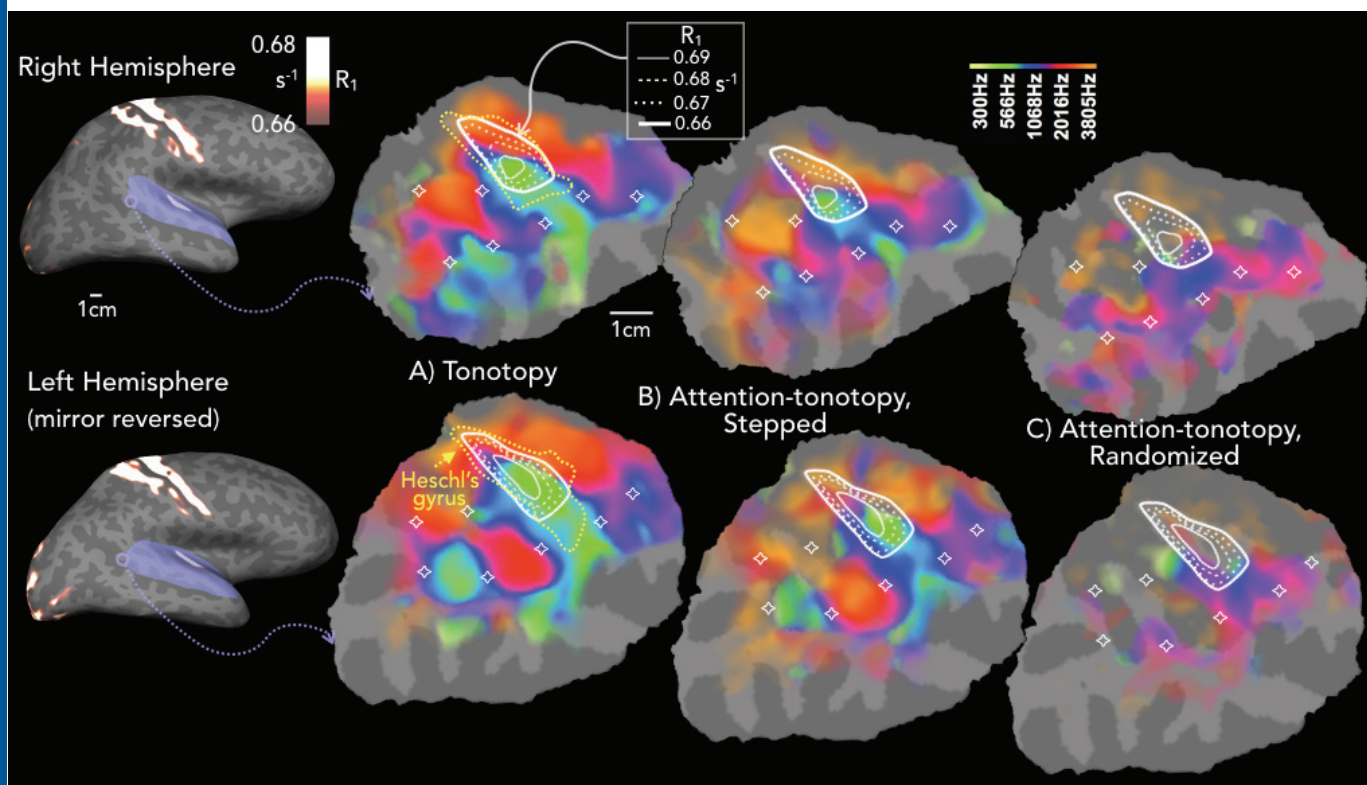 Right Hemisphere
0.68
s⁻¹ R₁
0.66
R₁
0.69
0.68 s⁻¹
0.67
0.66
300Hz
566Hz
1068Hz
2016Hz
3805Hz
1cm
1cm
A) Tonotopy
B) Attention-tonotopy,
Stepped
C) Attention-tonotopy,
Randomized
Left Hemisphere
(mirror reversed)
Heschl's
gyrus